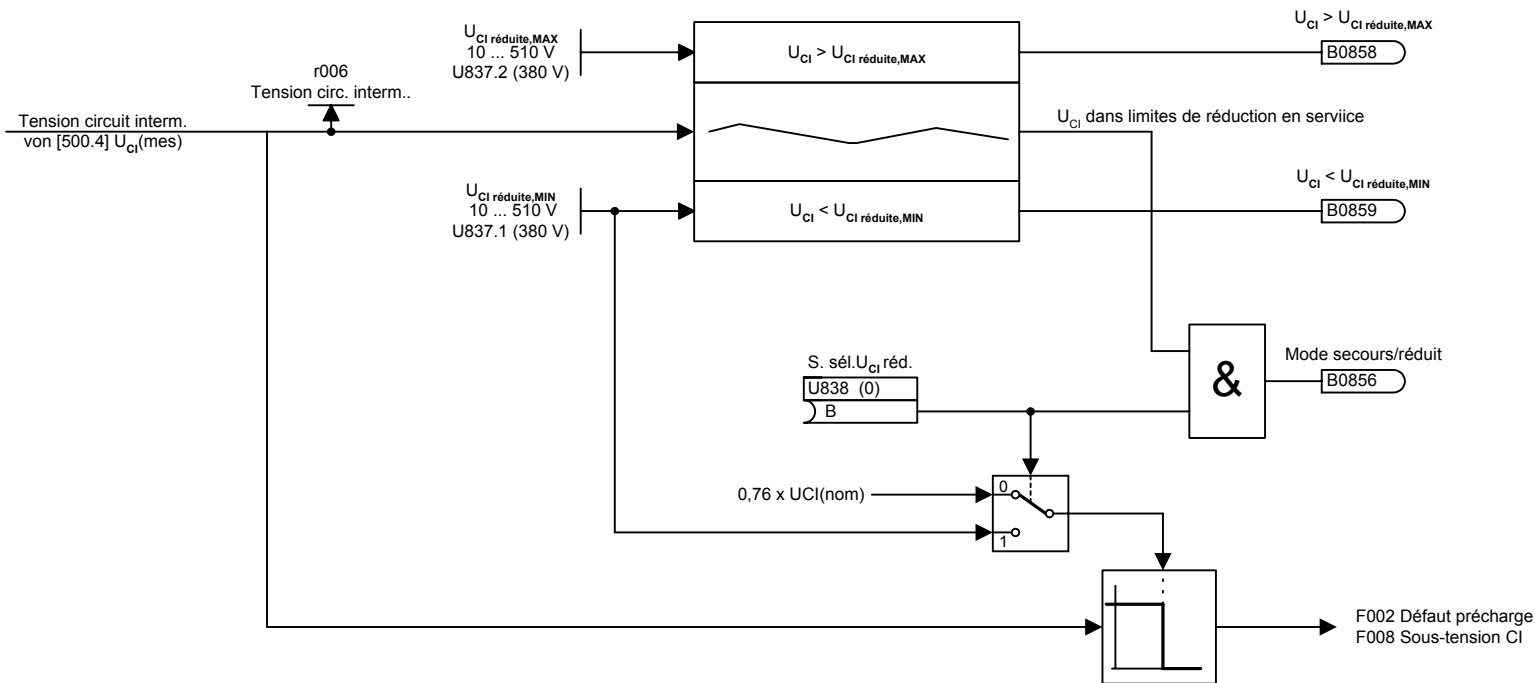 U_CI réduite,MAX
10 ... 510 V
U837.2 (380 V)
U_CI > U_CI réduite,MAX
U_CI > U_CI réduite,MAX
B0858
r006
Tension circ. interm..
Tension circuit interm.
von [500.4] U_CI(mes)
U_CI dans limites de réduction en serviice
U_CI réduite,MIN
10 ... 510 V
U837.1 (380 V)
U_CI < U_CI réduite,MIN
U_CI < U_CI réduite,MIN
B0859
S. sél.U_CI réd.
U838 (0)
B
&
Mode secours/réduit
B0856
0,76 x UCI(nom)
0
1
F002 Défaut précharge
F008 Sous-tension CI